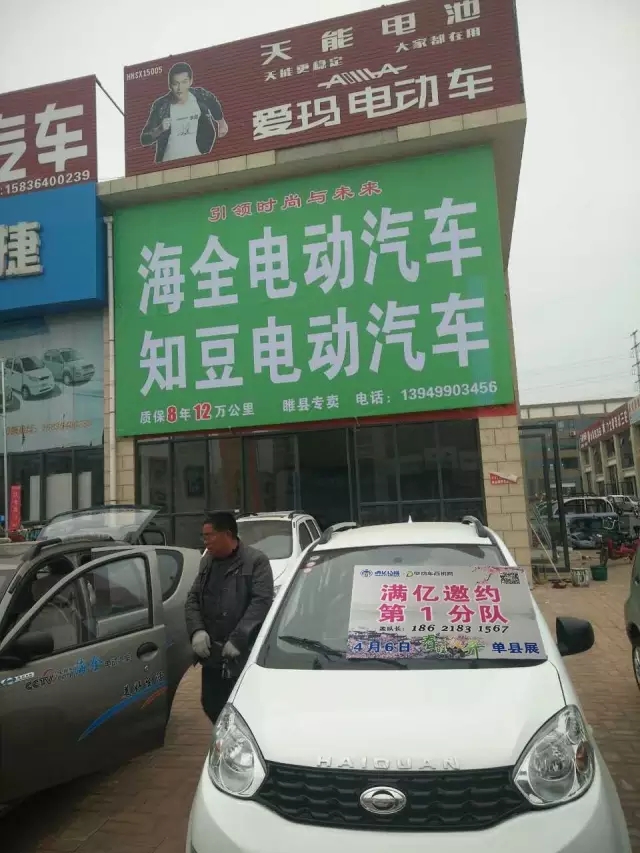 天能电池
天能更稳定 大家都在用
HNSX15005
AIMA
爱玛电动车
汽车
:15836400239
捷
引领时尚与未来
海全电动汽车
知豆电动汽车
质保8年12万公里 睢县专卖 电话：13949903456
满亿邀约
第1分队
186 2183 1567
4月6日 单县展
HAIQUAN
CCTV